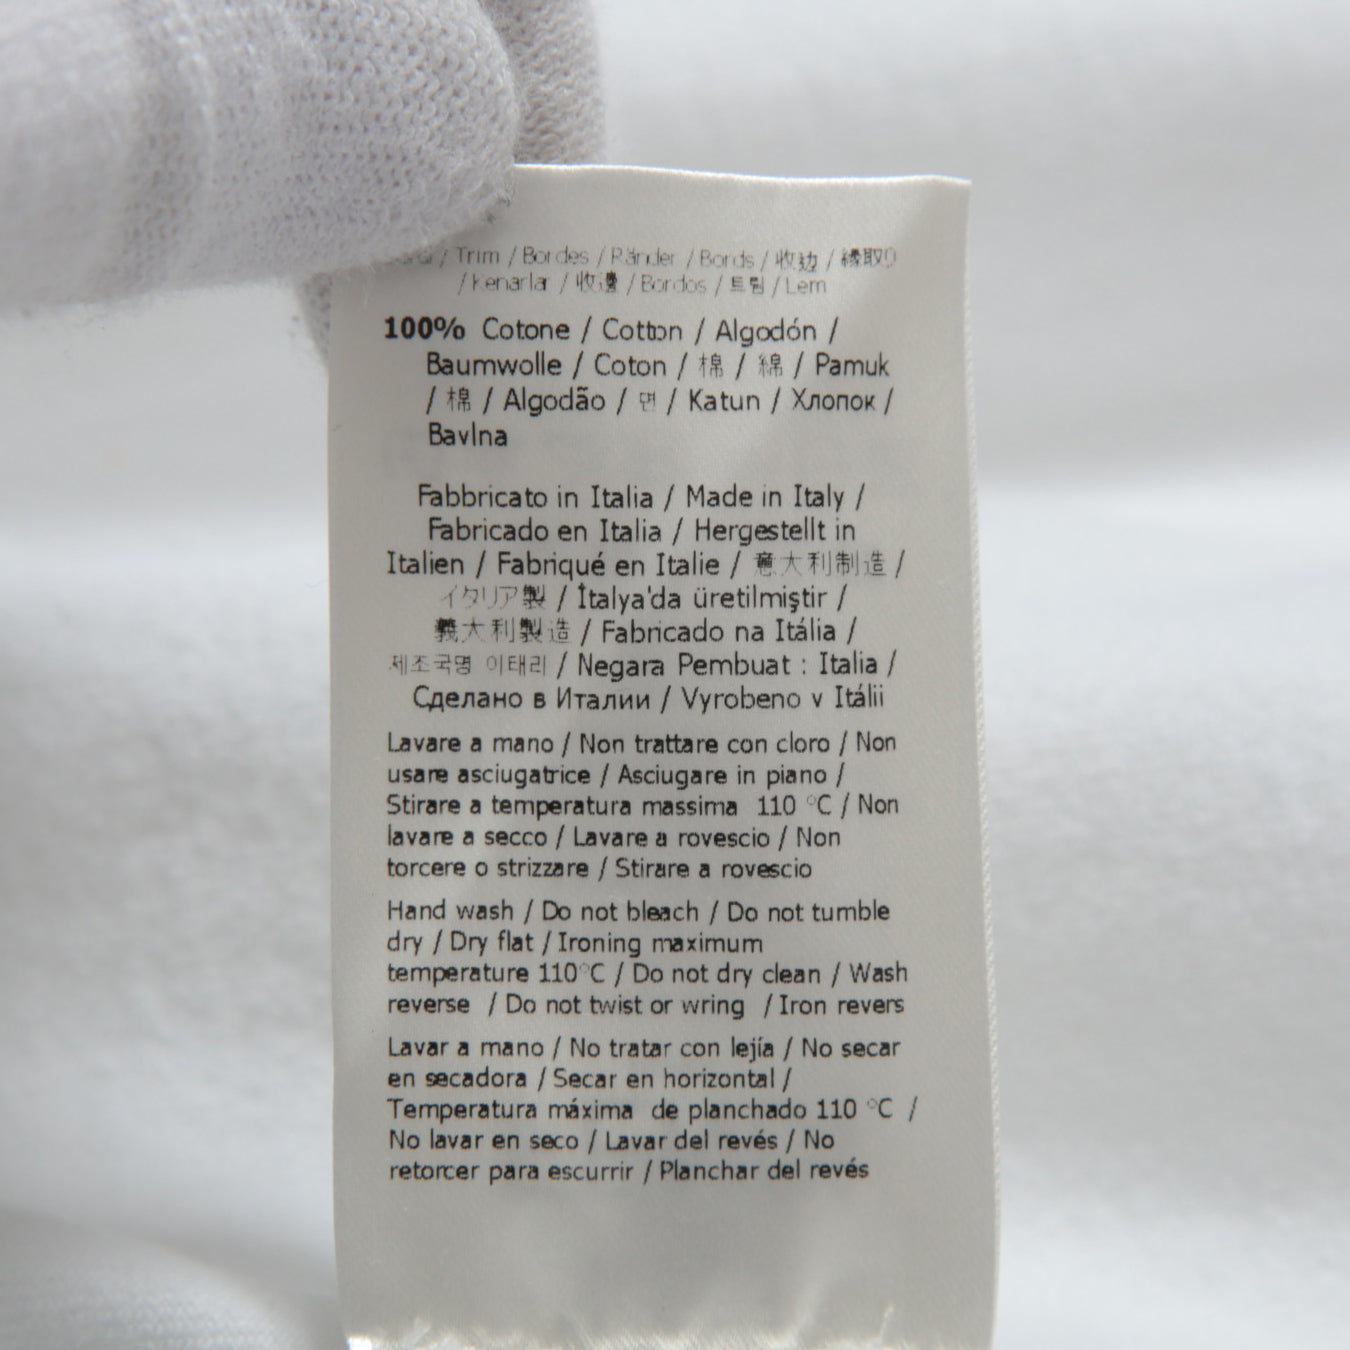 / Trim / Bordes / Ränder / Bords / 收边 / 縁取り
/ Kenarlar / 收邊 / Bordos / 트림 / Lem
100% Cotone / Cotton / Algodón /
Baumwolle / Coton / 棉 / 綿 / Pamuk
/ 棉 / Algodão / 면 / Katun / Хлопок /
Bavlna
Fabbricato in Italia / Made in Italy /
Fabricado en Italia / Hergestellt in
Italien / Fabriqué en Italie / 意大利制造 /
イタリア製 / İtalya'da üretilmiştir /
義大利製造 / Fabricado na Itália /
제조국명 이태리 / Negara Pembuat : Italia /
Сделано в Италии / Vyrobeno v Itálii
Lavare a mano / Non trattare con cloro / Non
usare asciugatrice / Asciugare in piano /
Stirare a temperatura massima 110 °C / Non
lavare a secco / Lavare a rovescio / Non
torcere o strizzare / Stirare a rovescio
Hand wash / Do not bleach / Do not tumble
dry / Dry flat / Ironing maximum
temperature 110°C / Do not dry clean / Wash
reverse / Do not twist or wring / Iron revers
Lavar a mano / No tratar con lejía / No secar
en secadora / Secar en horizontal /
Temperatura máxima de planchado 110 °C /
No lavar en seco / Lavar del revés / No
retorcer para escurrir / Planchar del revés